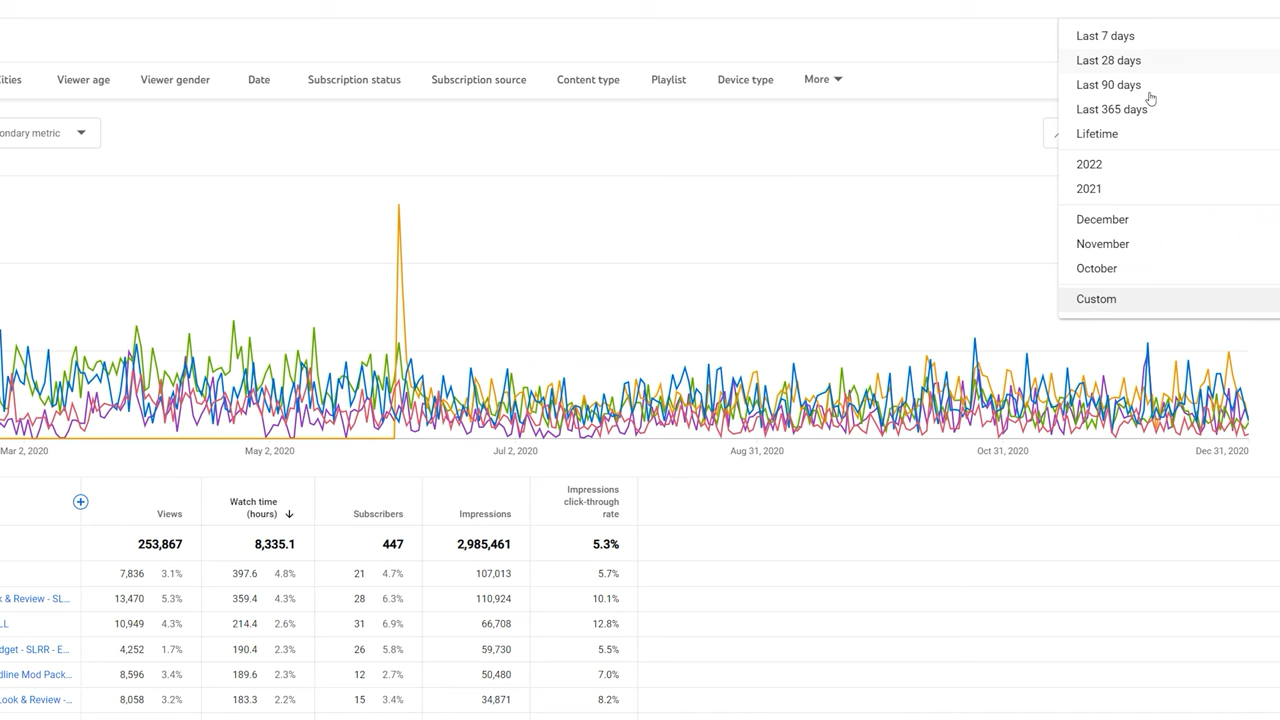 Last 7 days
Last 28 days
Last 90 days
Last 365 days
Lifetime
2022
2021
December
November
October
Custom
ities Viewer age Viewer gender Date Subscription status Subscription source Content type Playlist Device type More
ondary metric
Mar 2, 2020 May 2, 2020 Jul 2, 2020 Aug 31, 2020 Oct 31, 2020 Dec 31, 2020
Views Watch time (hours) Subscribers Impressions Impressions click-through rate
253,867 8,335.1 447 2,985,461 5.3%
7,836 3.1% 397.6 4.8% 21 4.7% 107,013 5.7%
k & Review - SL... 13,470 5.3% 359.4 4.3% 28 6.3% 110,924 10.1%
LL 10,949 4.3% 214.4 2.6% 31 6.9% 66,708 12.8%
dget - SLRR - E... 4,252 1.7% 190.4 2.3% 26 5.8% 59,730 5.5%
dline Mod Pack... 8,596 3.4% 189.6 2.3% 12 2.7% 50,480 7.0%
Look & Review -... 8,058 3.2% 183.3 2.2% 15 3.4% 34,871 8.2%